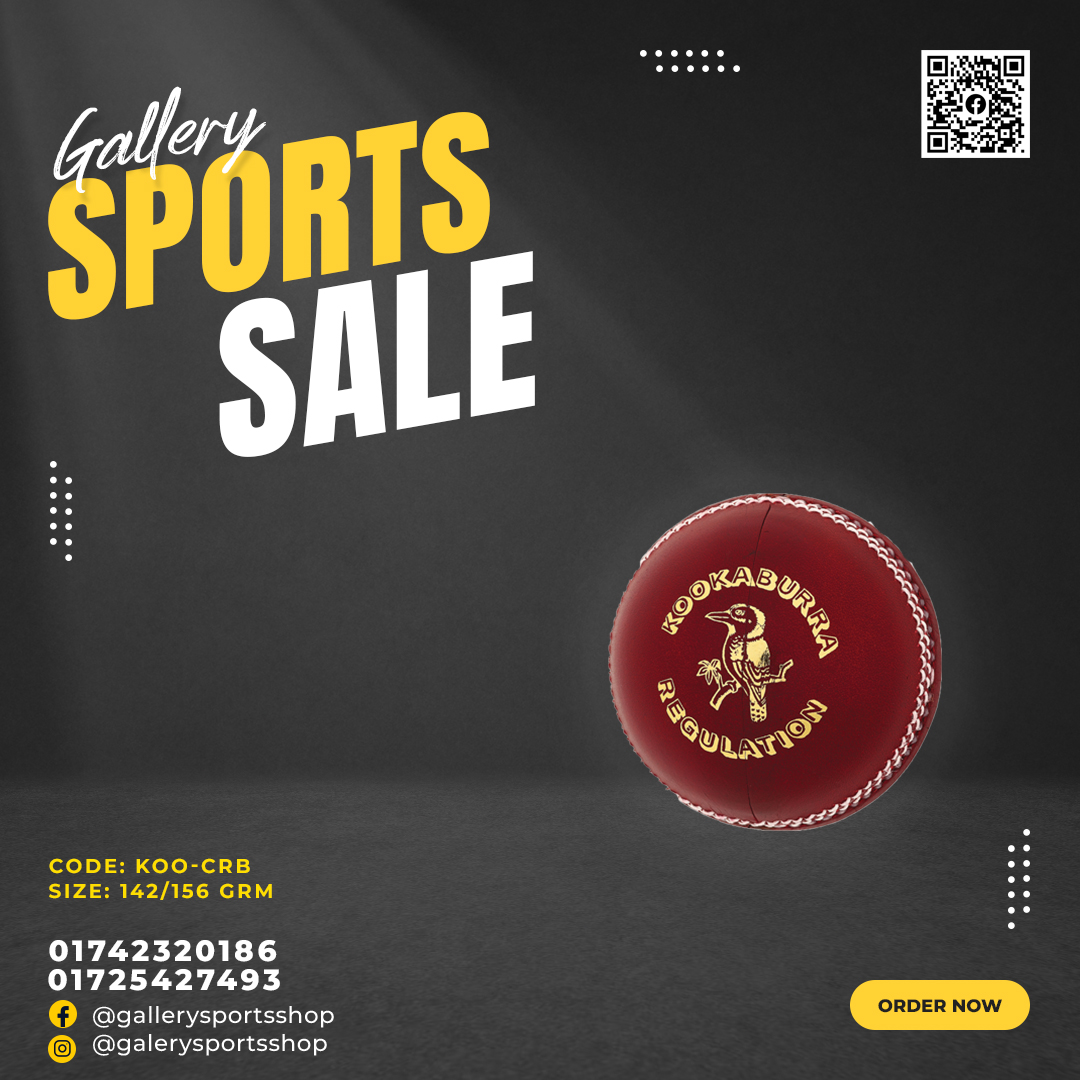 Gallery
SPORTS
SALE
KOOKABURRA
REGULATION
CODE: KOO-CRB
SIZE: 142/156 GRM
01742320186
01725427493
@gallerysportsshop
@galerysportsshop
ORDER NOW